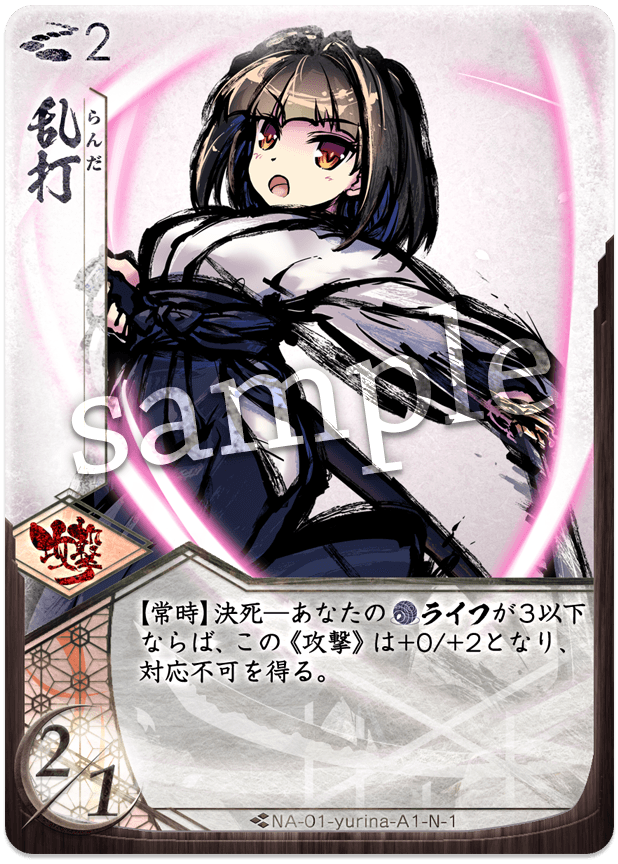 2
乱打
らんだ
sample
攻撃
【常時】決死─あなたのライフが3以下
ならば、この《攻撃》は+0/+2となり、
対応不可を得る。
2/1
NA-01-yurina-A1-N-1